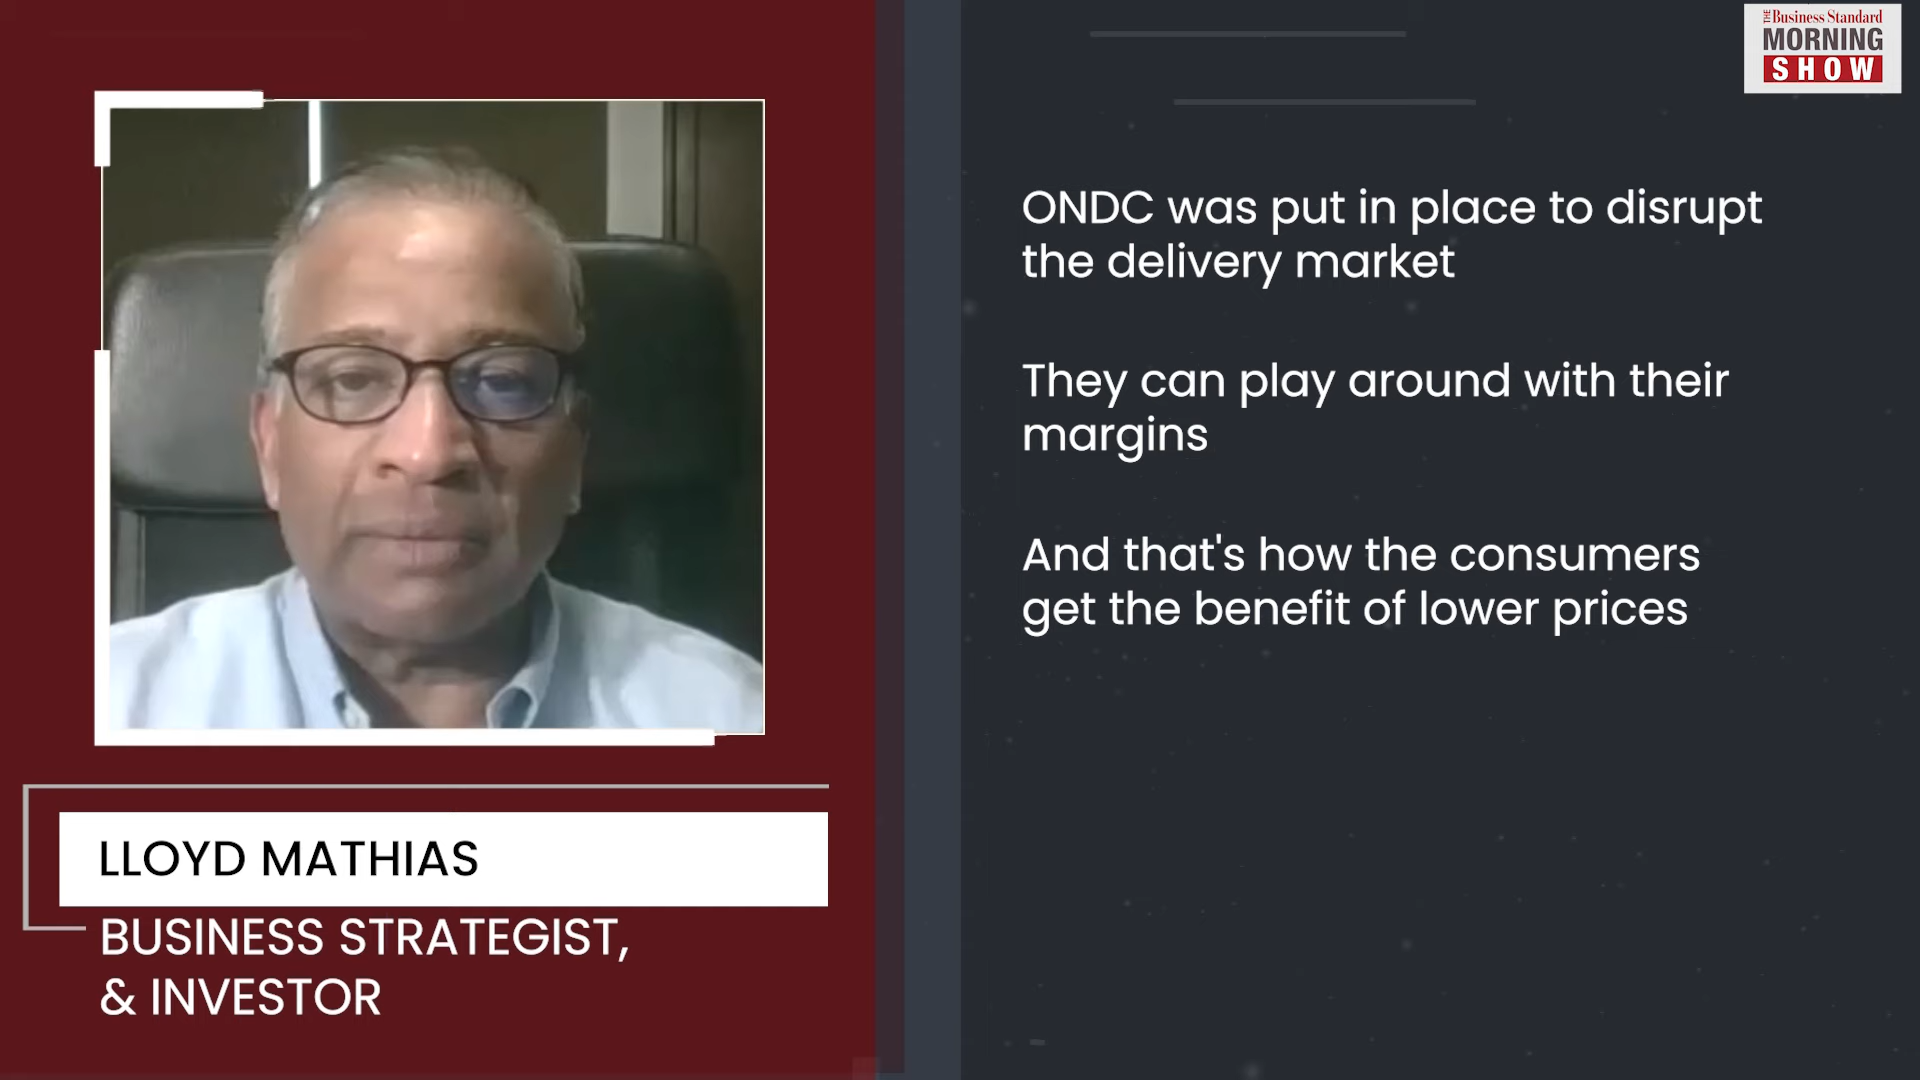 THE Business Standard
MORNING
SHOW
ONDC was put in place to disrupt
the delivery market
They can play around with their
margins
And that's how the consumers
get the benefit of lower prices
LLOYD MATHIAS
BUSINESS STRATEGIST,
& INVESTOR